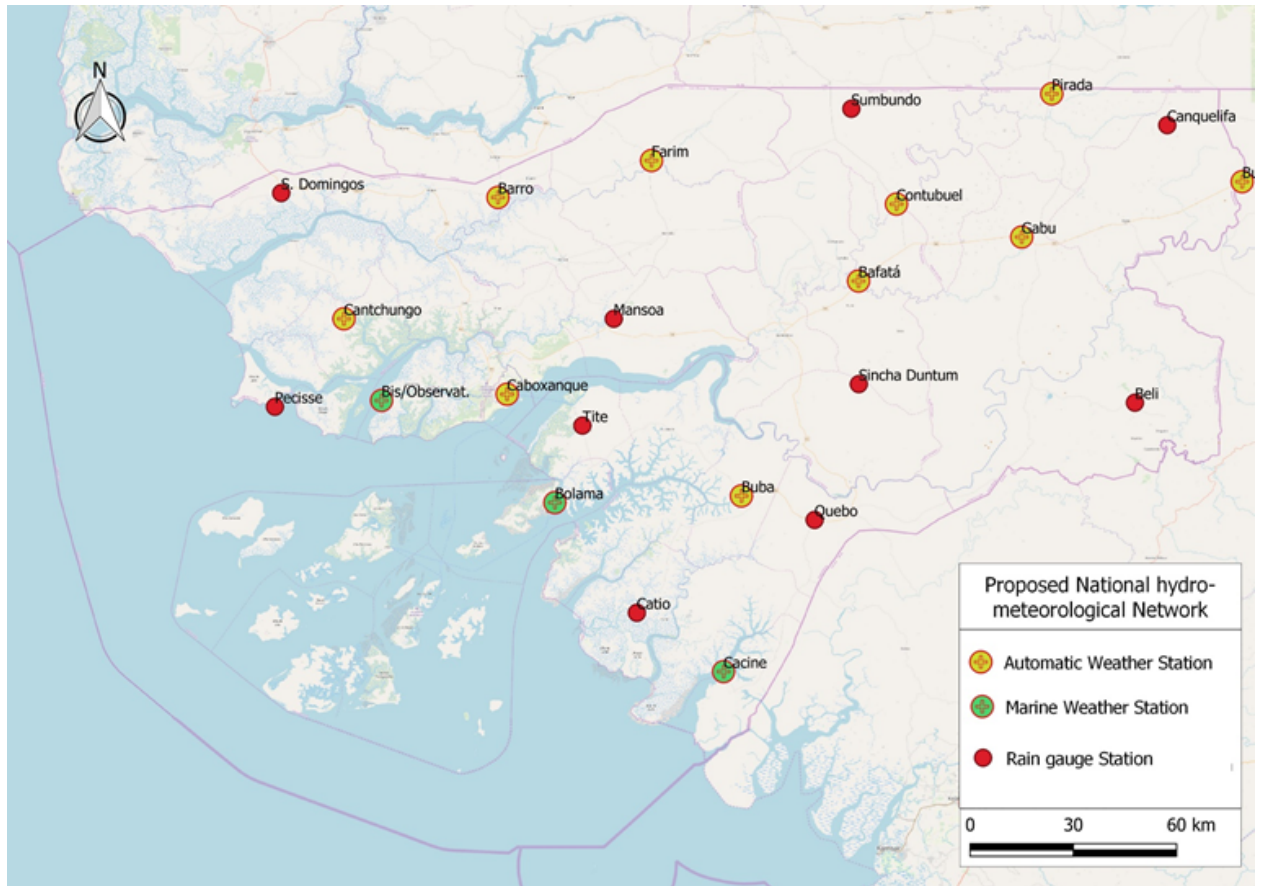 N
Pirada
Sumbundo
Canquelifa
Farim
Bu
S. Domingos
Barro
Contubuel
Gabu
Bafatá
Cantchungo
Mansoa
Sincha Duntum
Caboxanque
Bis/Observat.
Pecisse
Beli
Tite
Bolama
Buba
Quebo
Catio
Cacine
Proposed National hydro-
meteorological Network
Automatic Weather Station
Marine Weather Station
Rain gauge Station
0 30 60 km